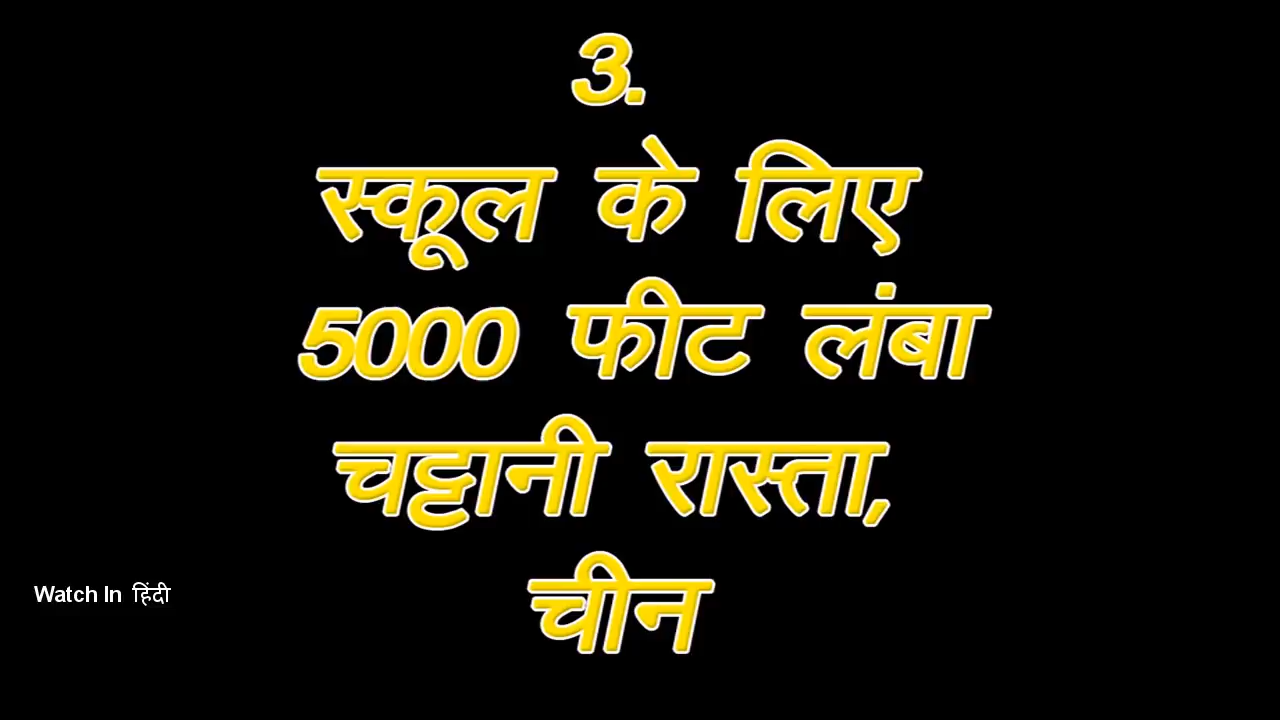 3.
स्कूल के लिए
5000 फीट लंबा
चट्टानी रास्ता,
चीन
Watch In हिंदी